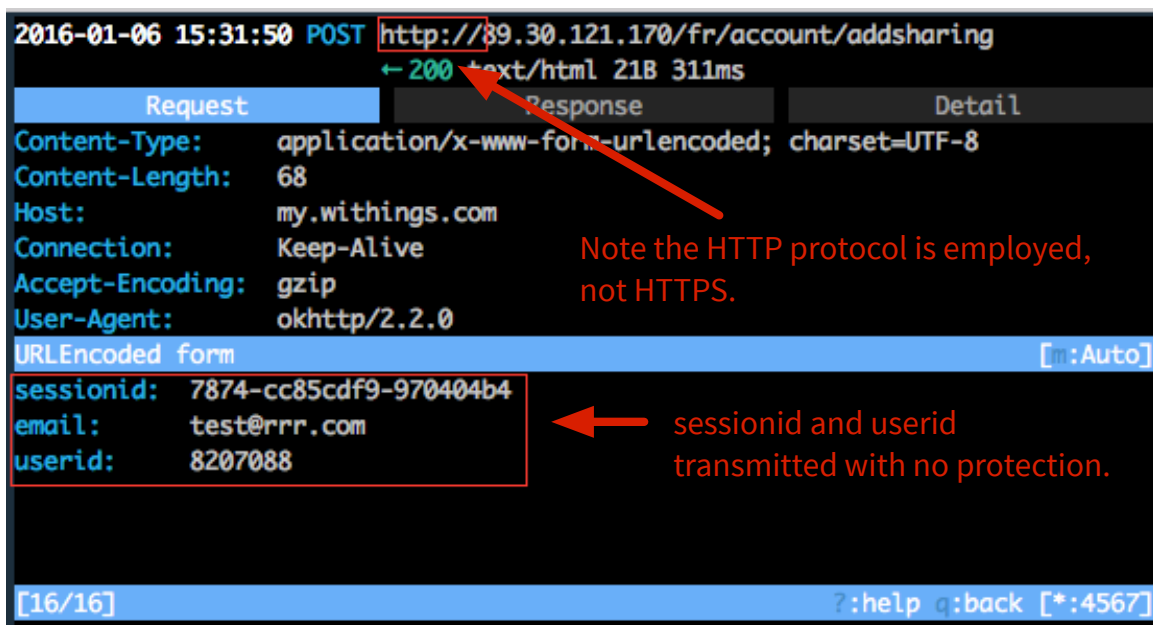 2016-01-06 15:31:50 POST http://89.30.121.170/fr/account/addsharing
←200 text/html 21B 311ms
Request Response Detail
Content-Type: application/x-www-form-urlencoded; charset=UTF-8
Content-Length: 68
Host: my.withings.com
Connection: Keep-Alive
Accept-Encoding: gzip
User-Agent: okhttp/2.2.0
Note the HTTP protocol is employed,
not HTTPS.
URLEncoded form [m:Auto]
sessionid: 7874-cc85cdf9-970404b4
email: test@rrr.com
userid: 8207088
sessionid and userid
transmitted with no protection.
[16/16] ?:help q:back [*:4567]